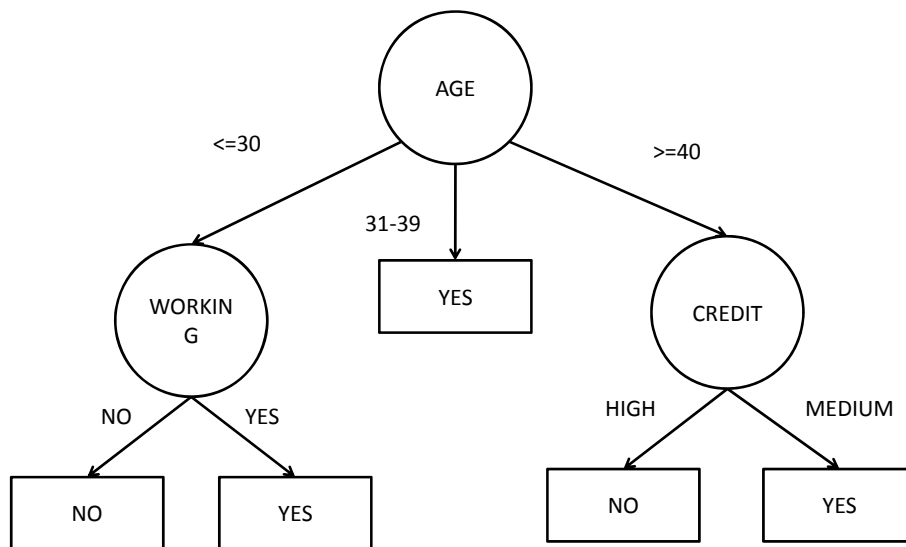 AGE
<=30
>=40
31-39
YES
WORKIN
G
CREDIT
NO
YES
HIGH
MEDIUM
NO
YES
NO
YES